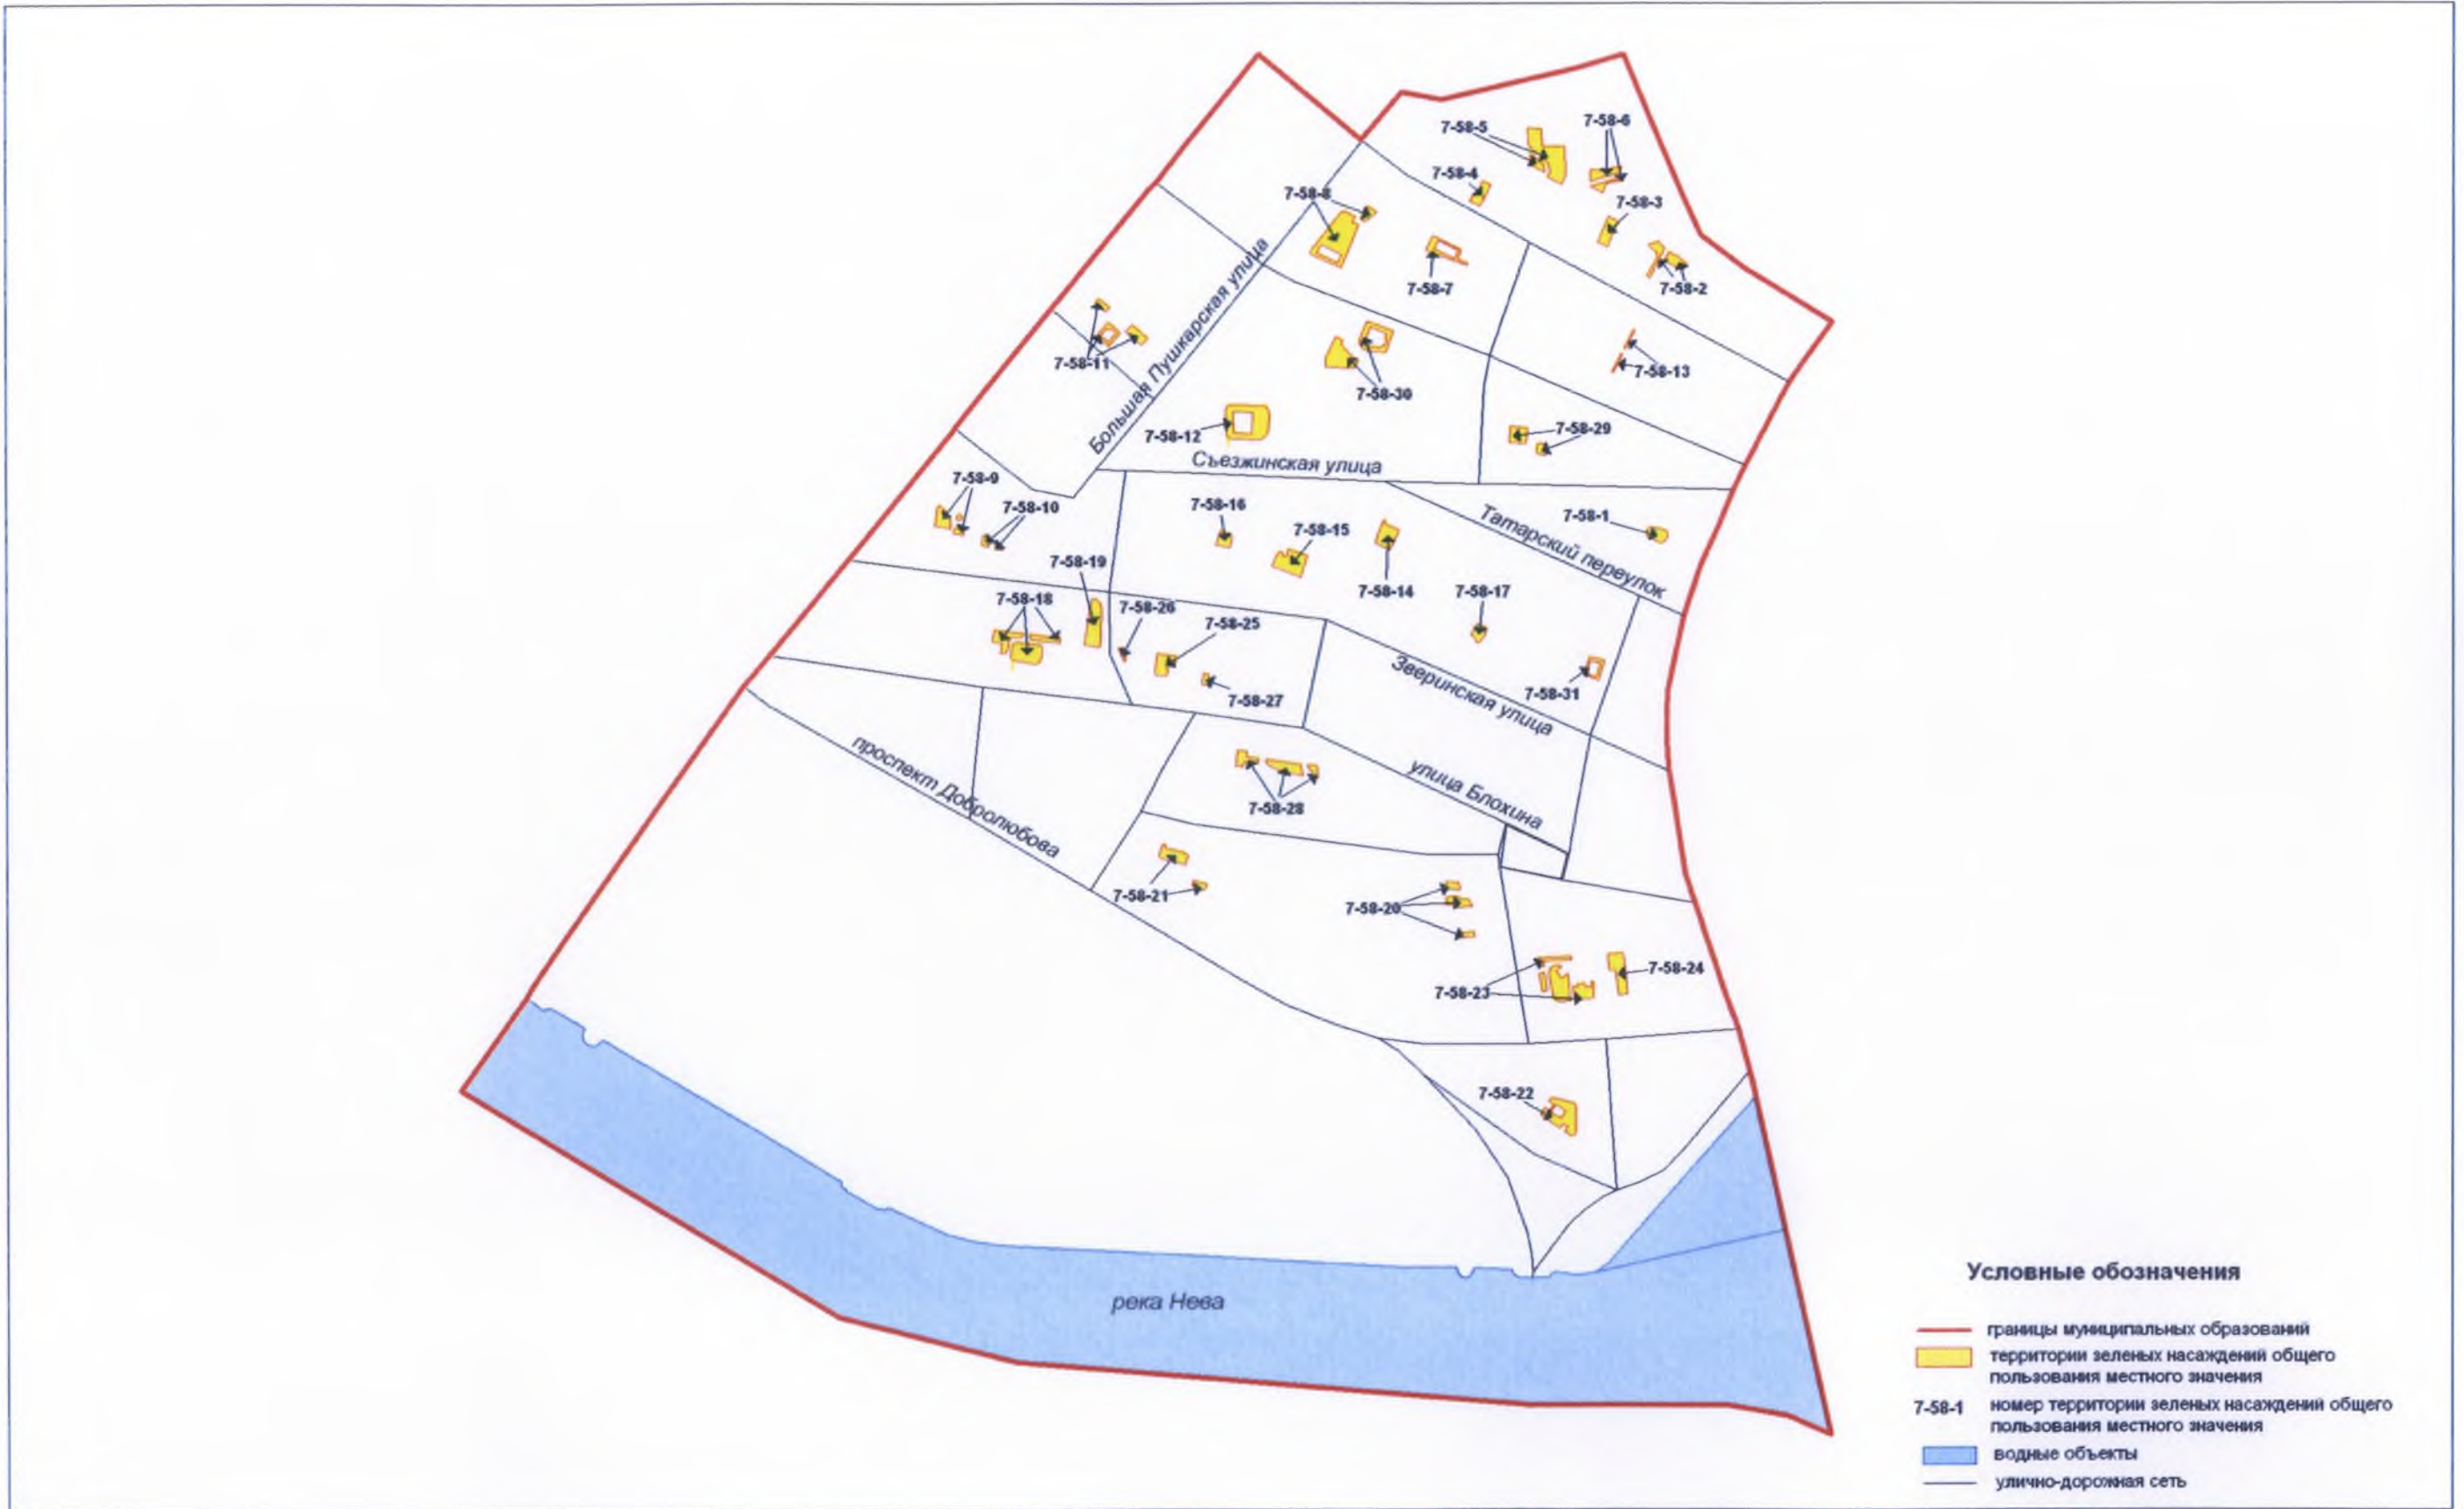 7-58-6
7-58-5
7-58-4
7-58-8
7-58-3
7-58-7
7-58-2
Большая Пушкарская улица
7-58-11
7-58-13
7-58-30
7-58-12
7-58-29
Съезжинская улица
7-58-9
7-58-10
7-58-16
7-58-15
7-58-1
Татарский переулок
7-58-19
7-58-14
7-58-17
7-58-18
7-58-26
7-58-25
7-58-27
Зверинская улица
7-58-31
проспект Добролюбова
7-58-28
улица Блохина
7-58-21
7-58-20
7-58-23
7-58-24
7-58-22
река Нева
Условные обозначения
границы муниципальных образований
территории зеленых насаждений общего
пользования местного значения
7-58-1 номер территории зеленых насаждений общего
пользования местного значения
водные объекты
улично-дорожная сеть